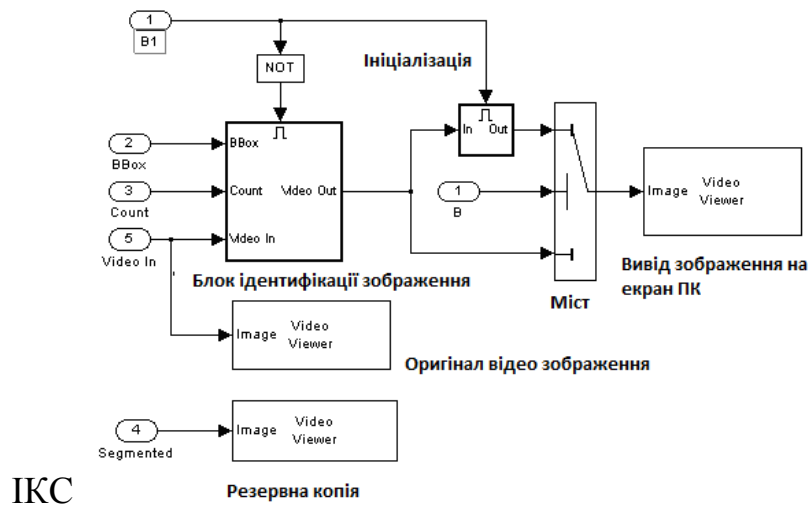 1
B1
NOT
Ініціалізація
In Out
2
BBox
BBox
3
Count
Count
Video Out
1
B
Image Video Viewer
5
Video In
Video In
Блок ідентифікації зображення
Міст
Вивід зображення на
екран ПК
Image Video Viewer
Оригінал відео зображення
4
Segmented
Image Video Viewer
ІКС
Резервна копія